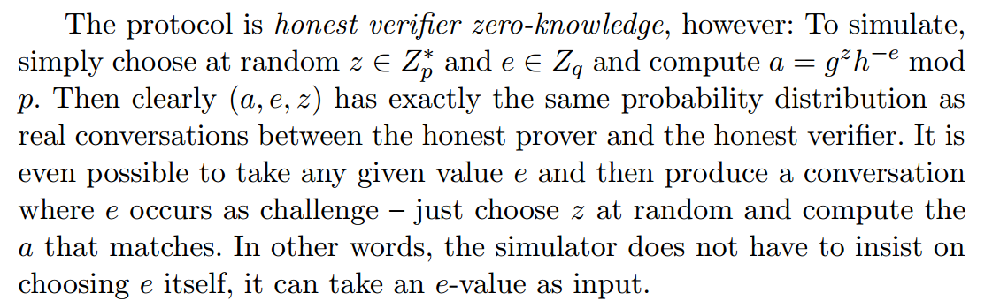 The protocol is honest verifier zero-knowledge, however: To simulate,
simply choose at random z ∈ Z*_p and e ∈ Z_q and compute a = g^z h^{-e} mod
p. Then clearly (a, e, z) has exactly the same probability distribution as
real conversations between the honest prover and the honest verifier. It is
even possible to take any given value e and then produce a conversation
where e occurs as challenge – just choose z at random and compute the
a that matches. In other words, the simulator does not have to insist on
choosing e itself, it can take an e-value as input.